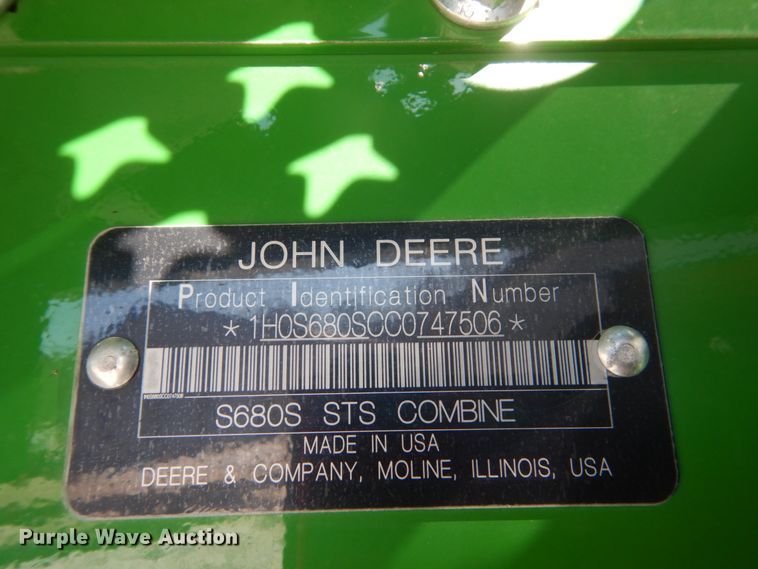 JOHN DEERE
Product Identification Number
*1H0S680SCC0747506*
1H0S680SCC0747506
S680S STS COMBINE
MADE IN USA
DEERE & COMPANY, MOLINE, ILLINOIS, USA
Purple Wave Auction